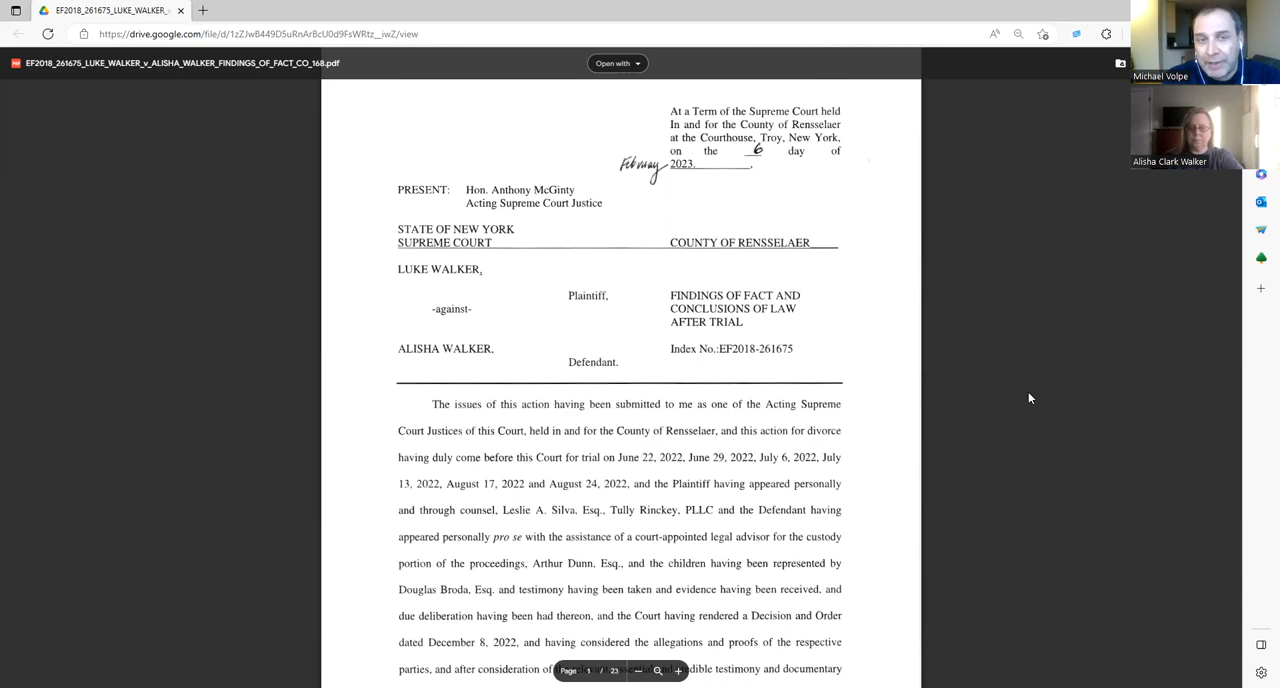 EF2018_261675_LUKE_WALKER_v
https://drive.google.com/file/d/1zZJwB449D5uRnArBcU0d9FsWRtz__iwZ/view
EF2018_261675_LUKE_WALKER_v_ALISHA_WALKER_FINDINGS_OF_FACT_CO_168.pdf
Open with
Michael Volpe
Alisha Clark Walker
At a Term of the Supreme Court held
In and for the County of Rensselaer
at the Courthouse, Troy, New York,
on the 6 day of
February 2023.
PRESENT: Hon. Anthony McGinty
Acting Supreme Court Justice
STATE OF NEW YORK
SUPREME COURT COUNTY OF RENSSELAER
LUKE WALKER,
Plaintiff, FINDINGS OF FACT AND
-against- CONCLUSIONS OF LAW
AFTER TRIAL
ALISHA WALKER, Index No.:EF2018-261675
Defendant.
The issues of this action having been submitted to me as one of the Acting Supreme
Court Justices of this Court, held in and for the County of Rensselaer, and this action for divorce
having duly come before this Court for trial on June 22, 2022, June 29, 2022, July 6, 2022, July
13, 2022, August 17, 2022 and August 24, 2022, and the Plaintiff having appeared personally
and through counsel, Leslie A. Silva, Esq., Tully Rinckey, PLLC and the Defendant having
appeared personally pro se with the assistance of a court-appointed legal advisor for the custody
portion of the proceedings, Arthur Dunn, Esq., and the children having been represented by
Douglas Broda, Esq. and testimony having been taken and evidence having been received, and
due deliberation having been had thereon, and the Court having rendered a Decision and Order
dated December 8, 2022, and having considered the allegations and proofs of the respective
parties, and after consideration of testimony and documentary
Page 1 / 23